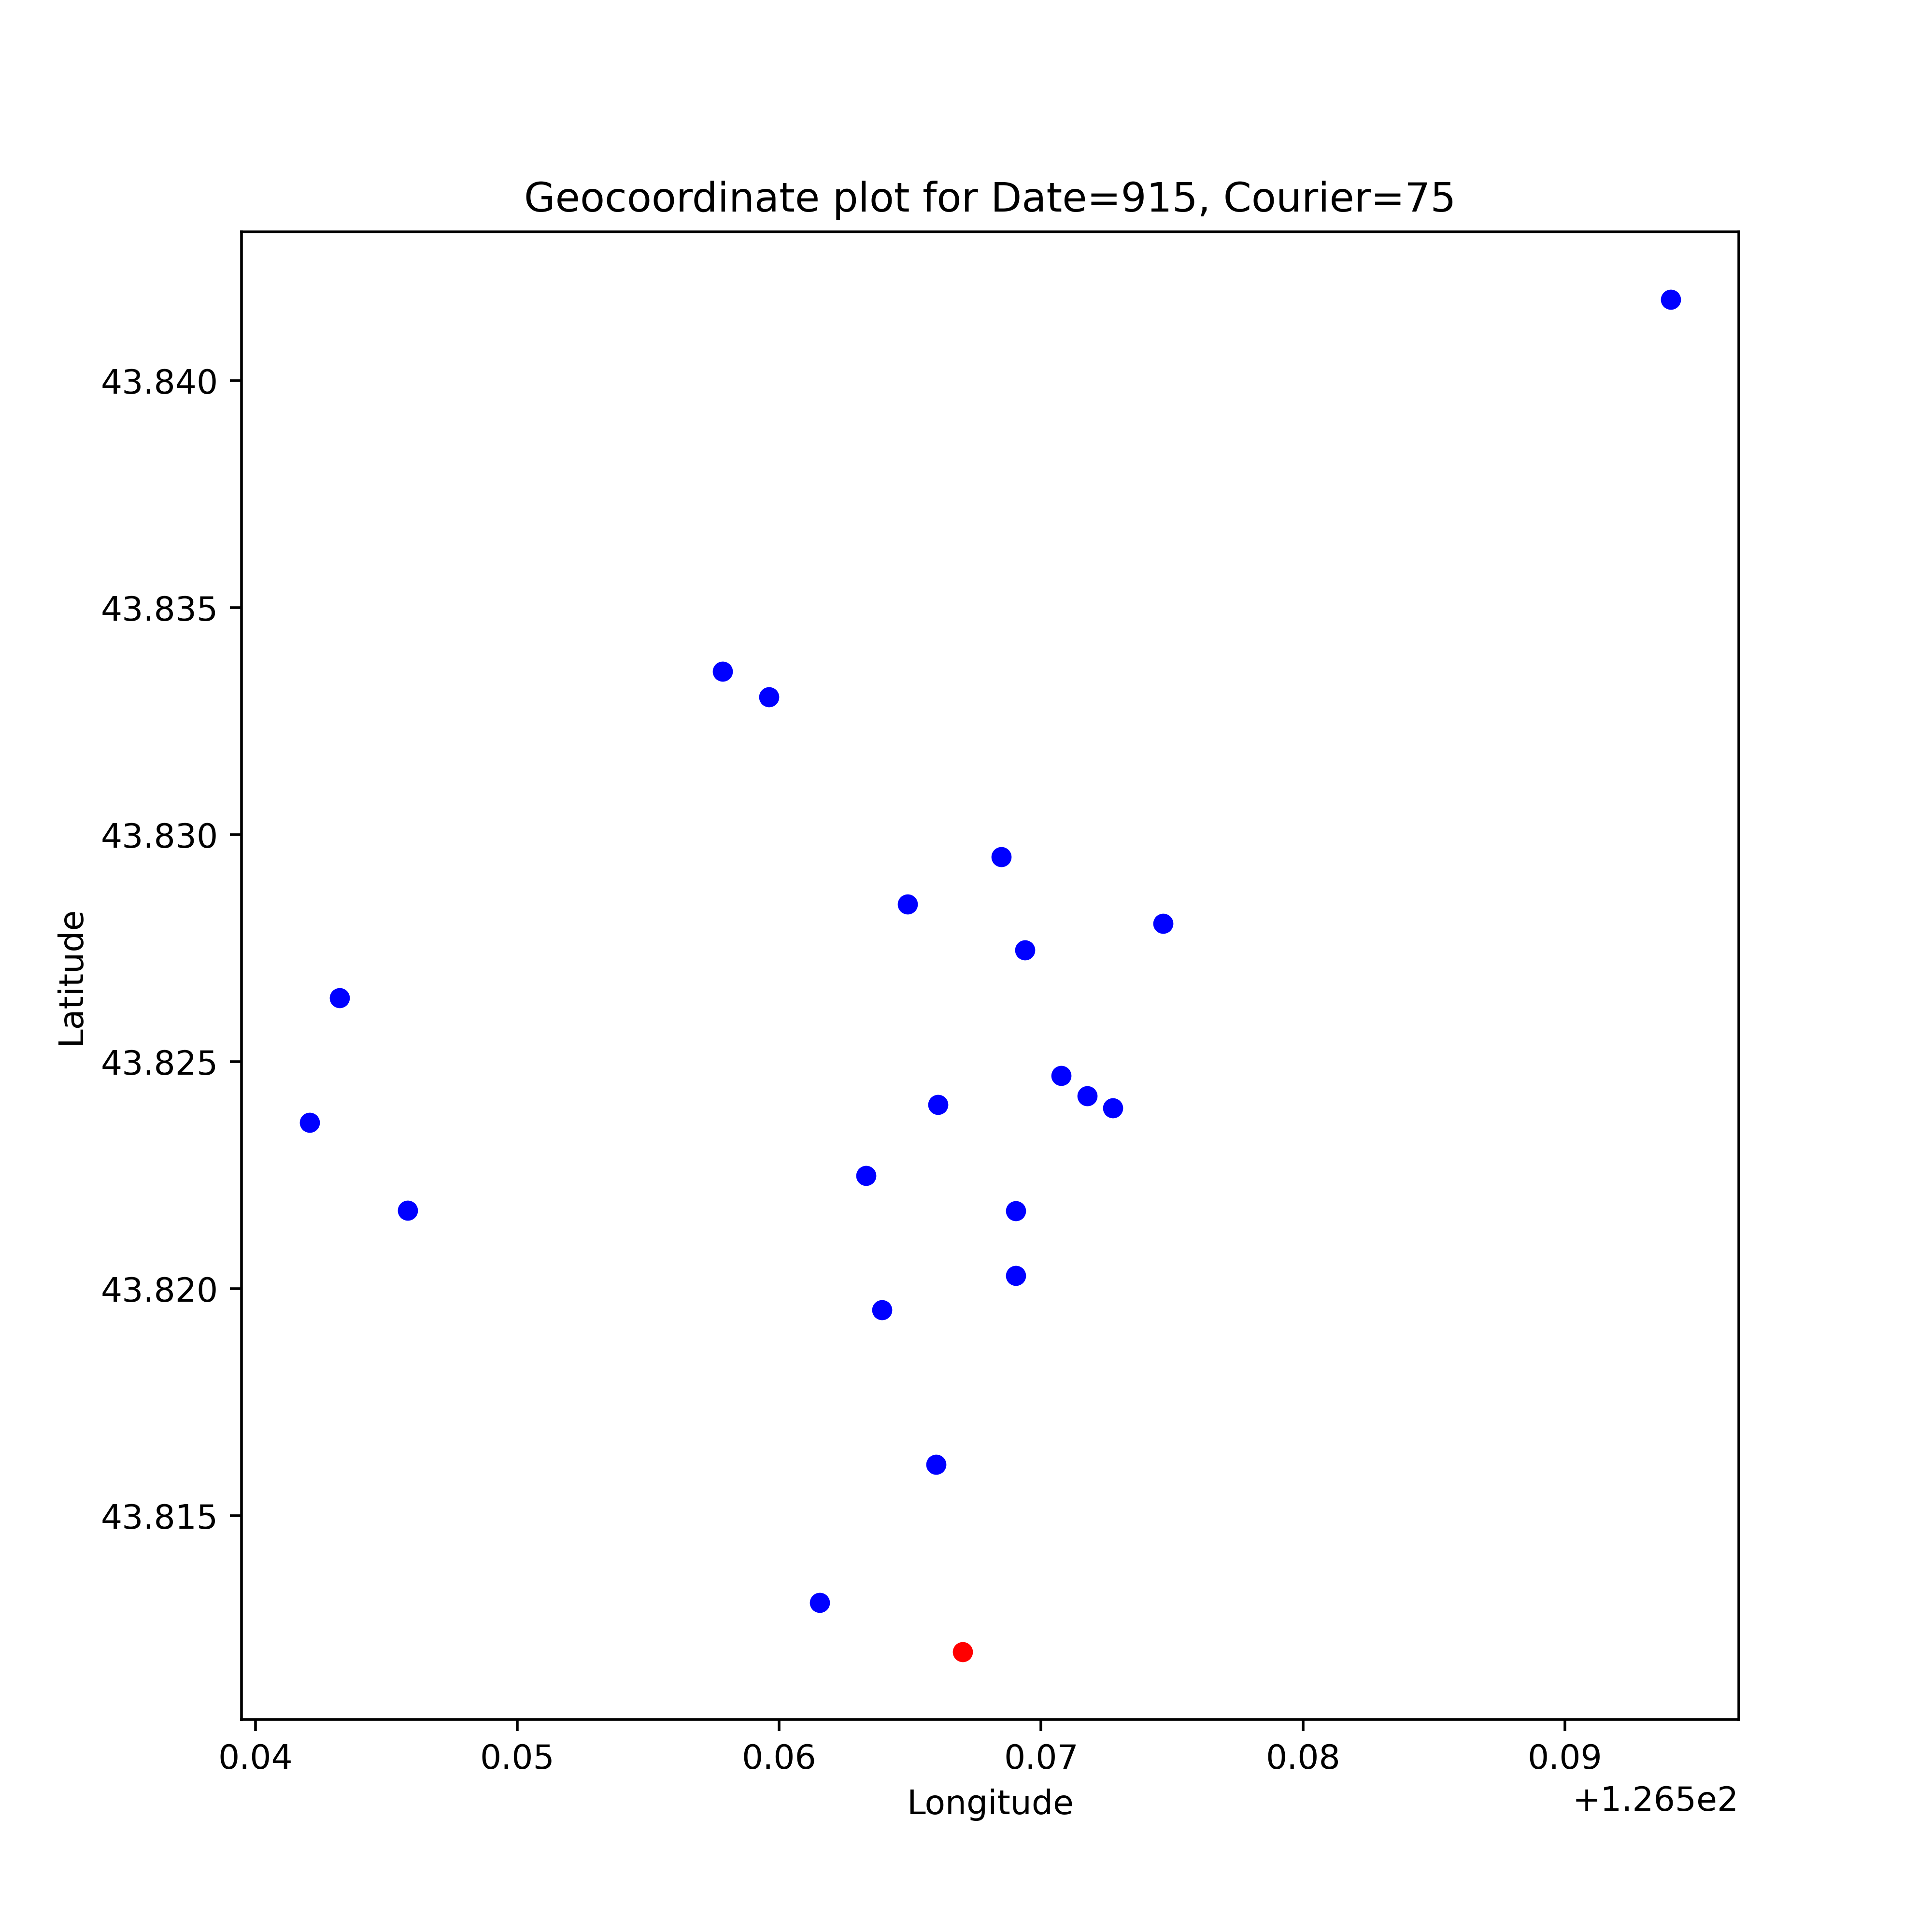 Geocoordinate plot for Date=915, Courier=75
43.840
43.835
43.830
43.825
43.820
43.815
Latitude
0.04 0.05 0.06 0.07 0.08 0.09
+1.265e2
Longitude